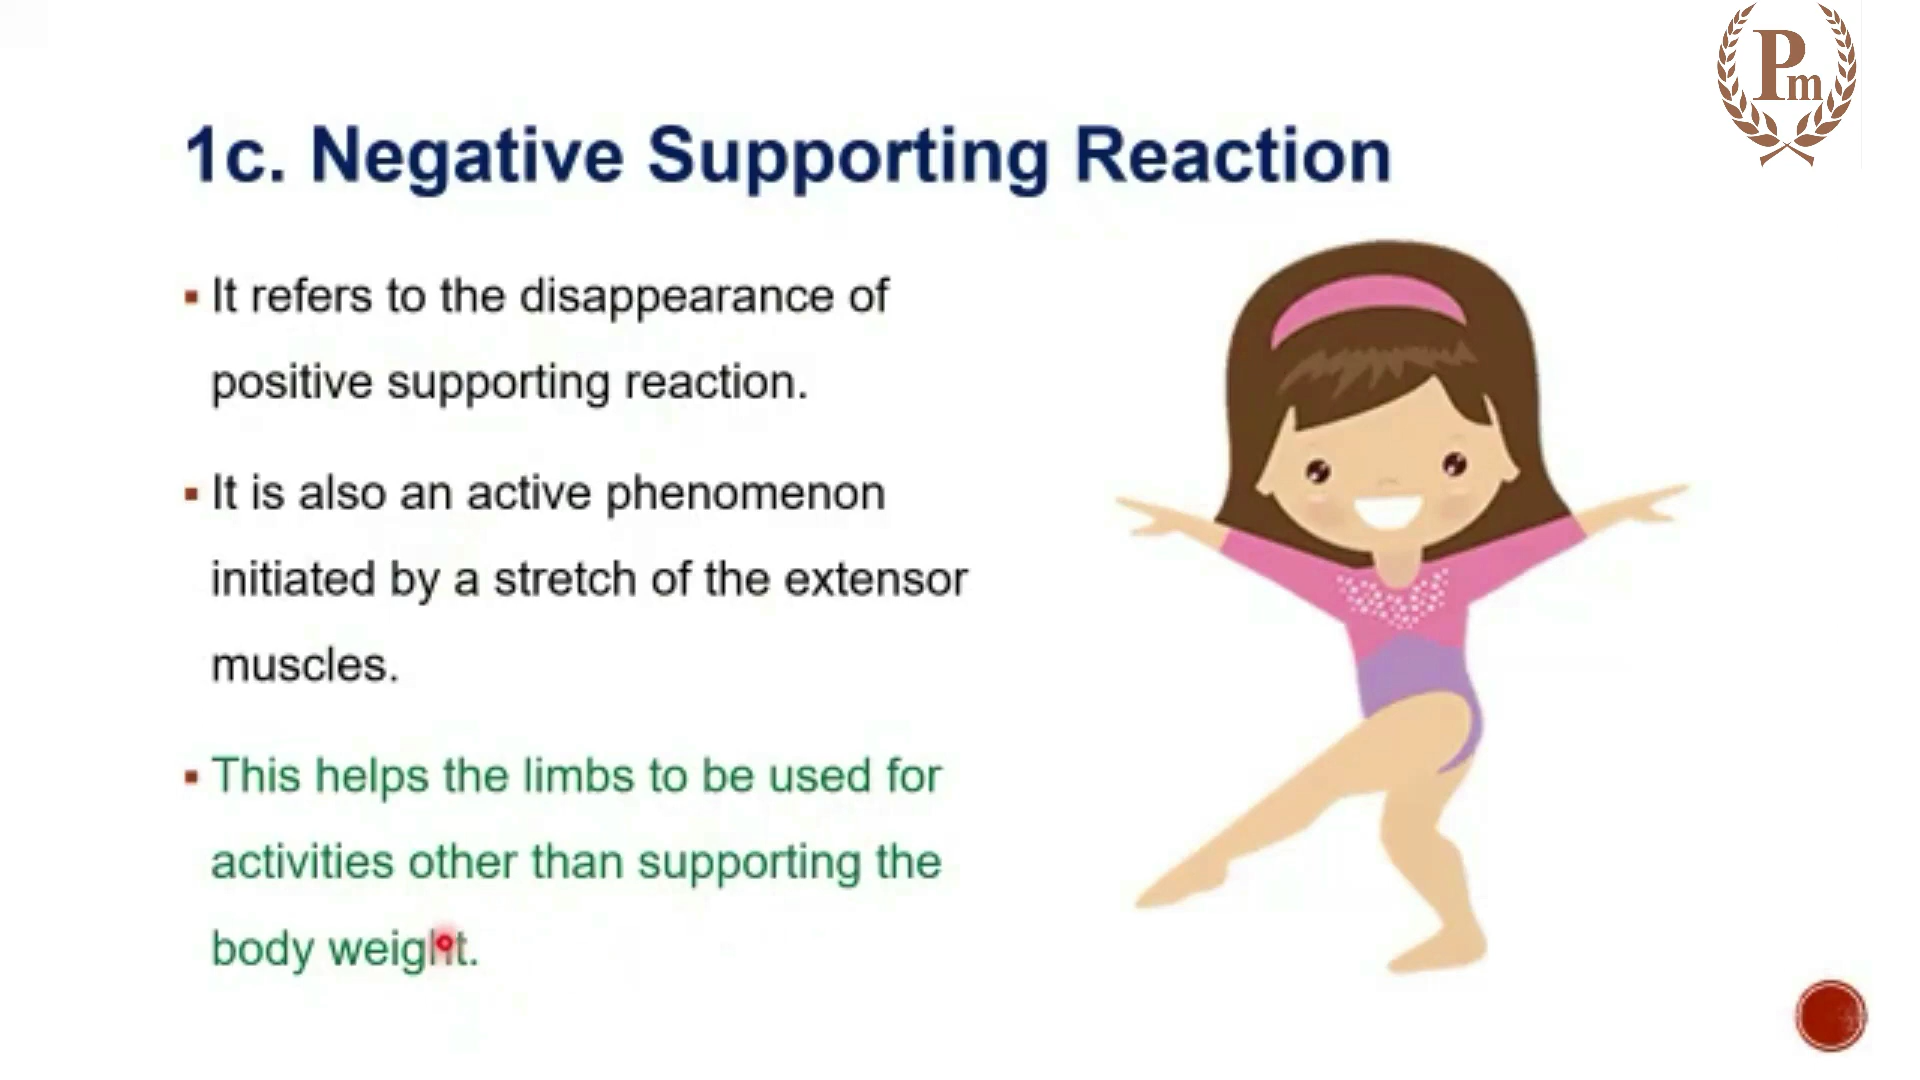 Pm
1c. Negative Supporting Reaction
▪ It refers to the disappearance of
positive supporting reaction.
▪ It is also an active phenomenon
initiated by a stretch of the extensor
muscles.
▪ This helps the limbs to be used for
activities other than supporting the
body weight.